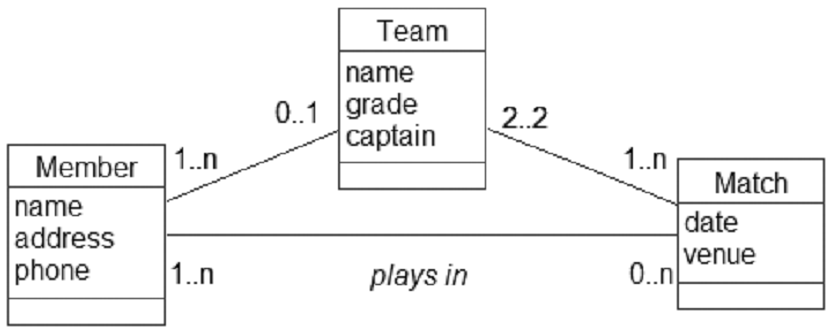 Team
name
grade
captain
0..1
2..2
1..n
1..n
Member
name
address
phone
Match
date
venue
1..n
plays in
0..n